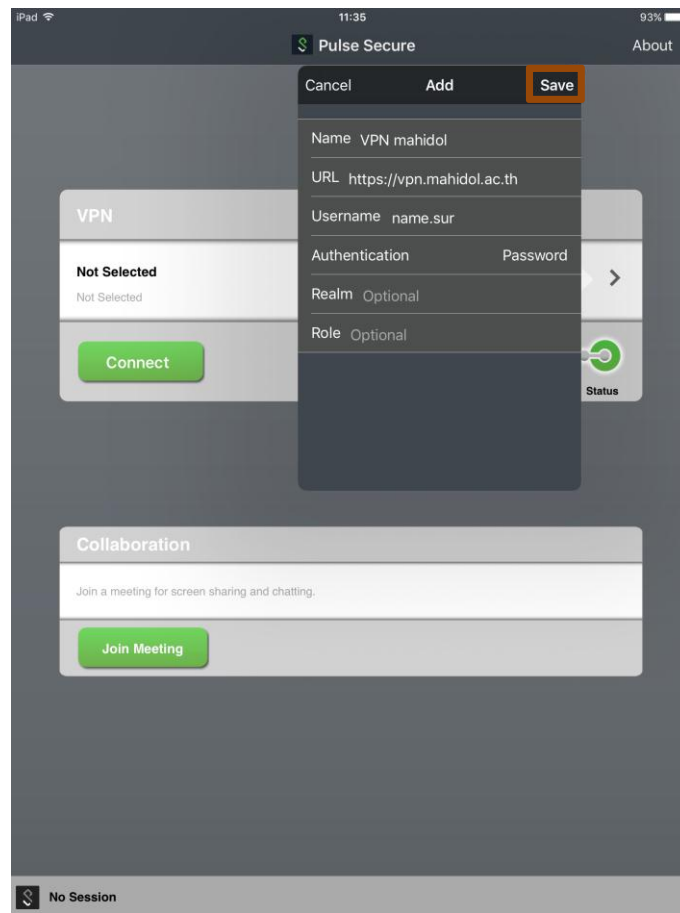 iPad 11:35 93%
Pulse Secure About
Cancel Add Save
Name VPN mahidol
URL https://vpn.mahidol.ac.th
Username name.sur
Authentication Password
Realm Optional
Role Optional
VPN
Not Selected
Not Selected
Connect
Status
Collaboration
Join a meeting for screen sharing and chatting.
Join Meeting
No Session